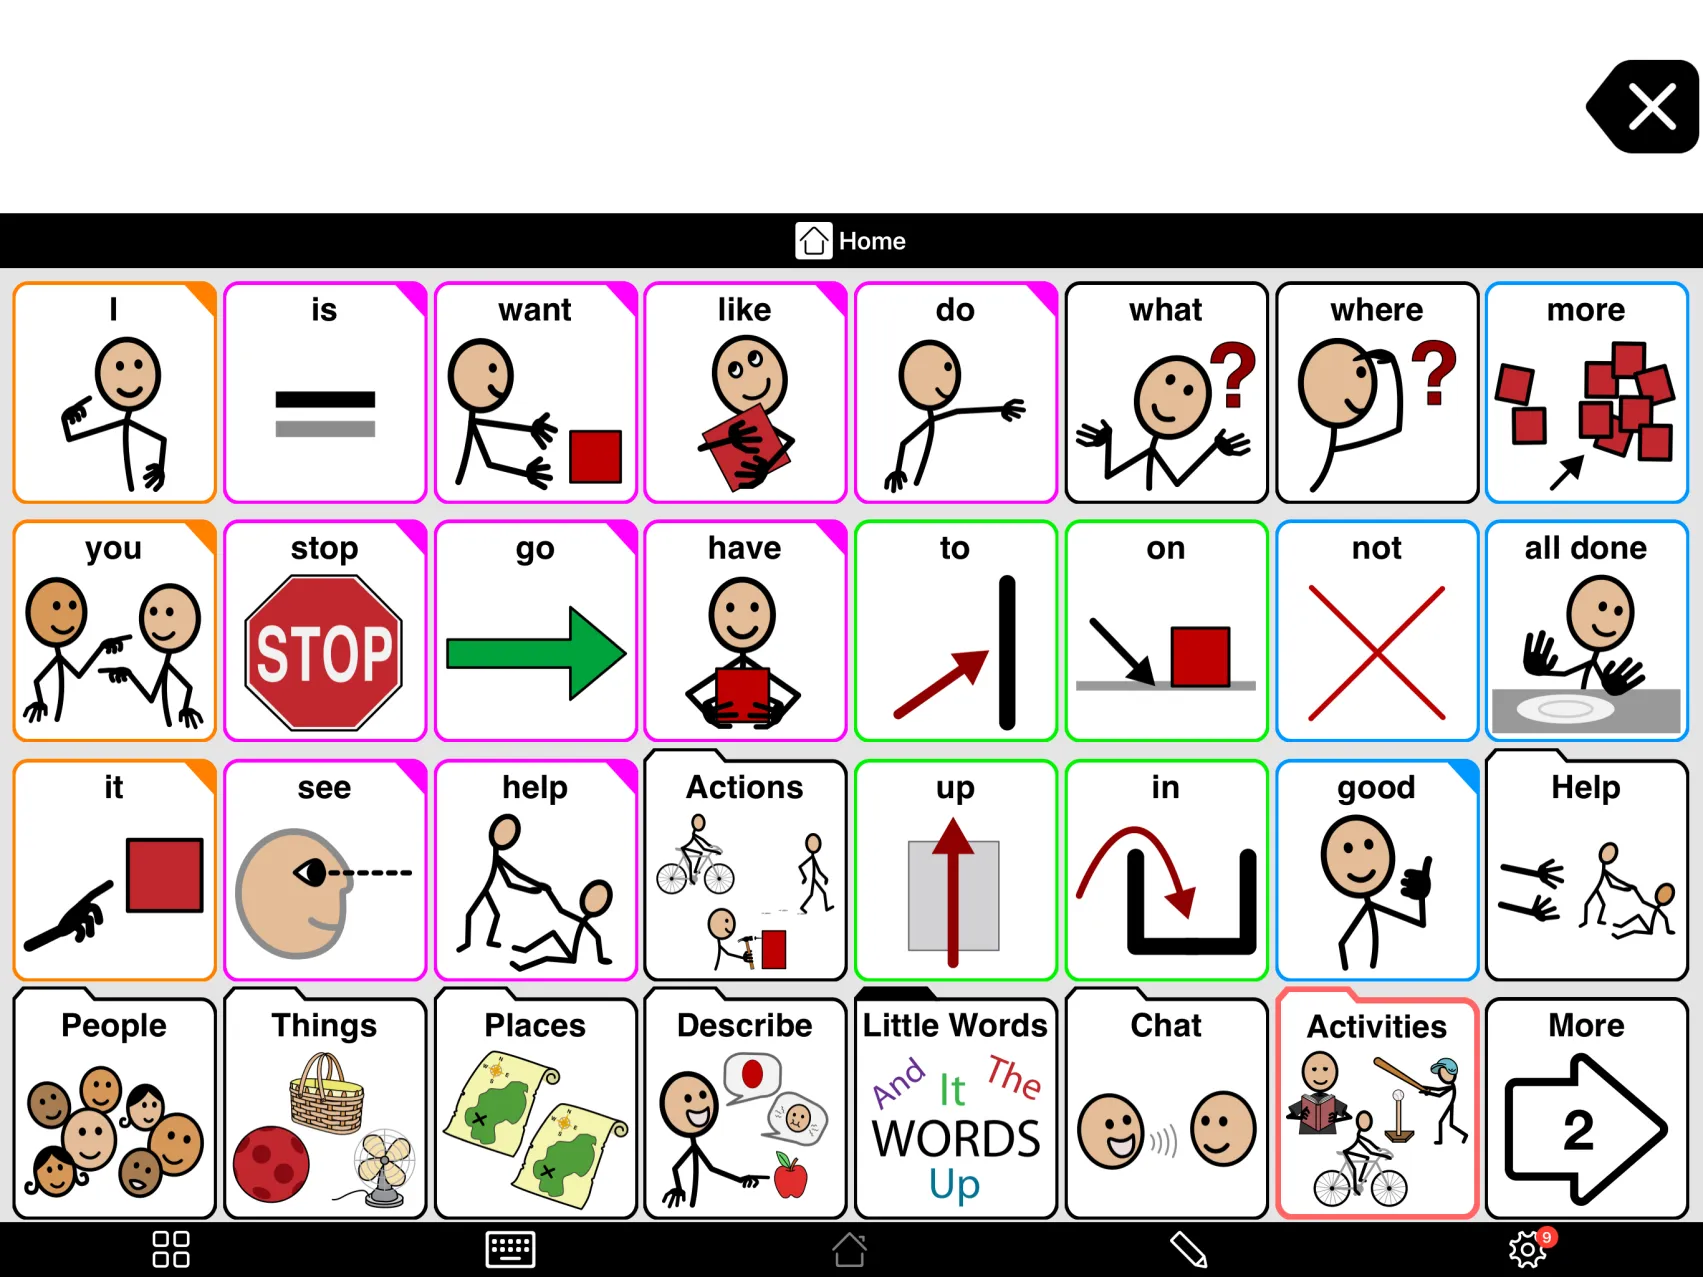 Home
I
is
want
like
do
what
where
more
?
?
you
stop
go
have
to
on
not
all done
STOP
it
see
help
Actions
up
in
good
Help
People
Things
Places
Describe
Little Words
Chat
Activities
More
And
It
The
WORDS
Up
2
9